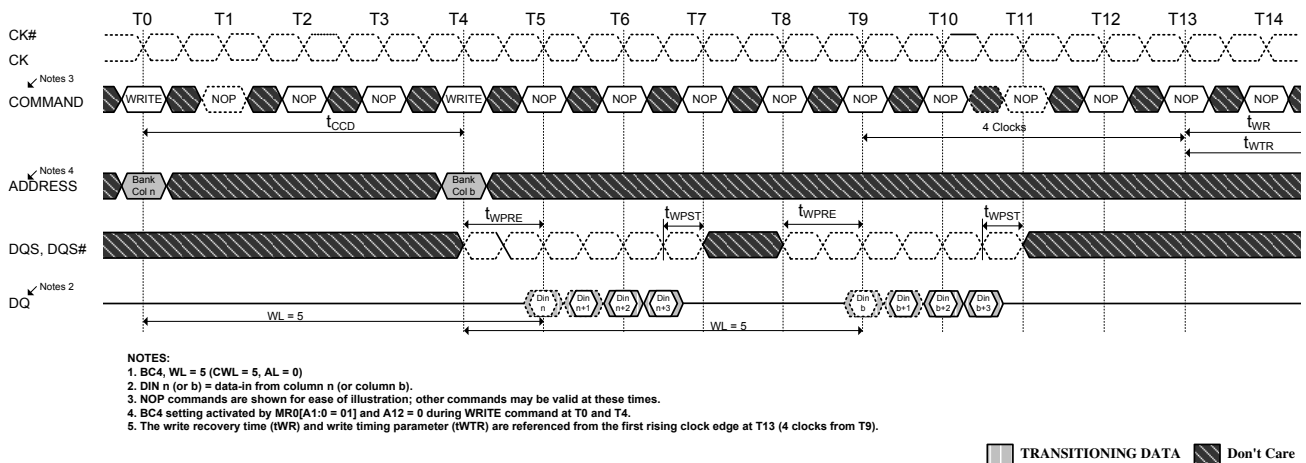 T0 T1 T2 T3 T4 T5 T6 T7 T8 T9 T10 T11 T12 T13 T14
CK#
CK
Notes 3
COMMAND WRITE NOP NOP NOP WRITE NOP NOP NOP NOP NOP NOP NOP NOP NOP NOP
tCCD 4 Clocks tWR
tWTR
Notes 4
ADDRESS Bank Col n Bank Col b
tWPRE tWPST tWPRE tWPST
DQS, DQS#
Notes 2
DQ Din n Din n+1 Din n+2 Din n+3 Din b Din b+1 Din b+2 Din b+3
WL = 5 WL = 5
NOTES:
1. BC4, WL = 5 (CWL = 5, AL = 0)
2. DIN n (or b) = data-in from column n (or column b).
3. NOP commands are shown for ease of illustration; other commands may be valid at these times.
4. BC4 setting activated by MR0[A1:0 = 01] and A12 = 0 during WRITE command at T0 and T4.
5. The write recovery time (tWR) and write timing parameter (tWTR) are referenced from the first rising clock edge at T13 (4 clocks from T9).
TRANSITIONING DATA Don't Care